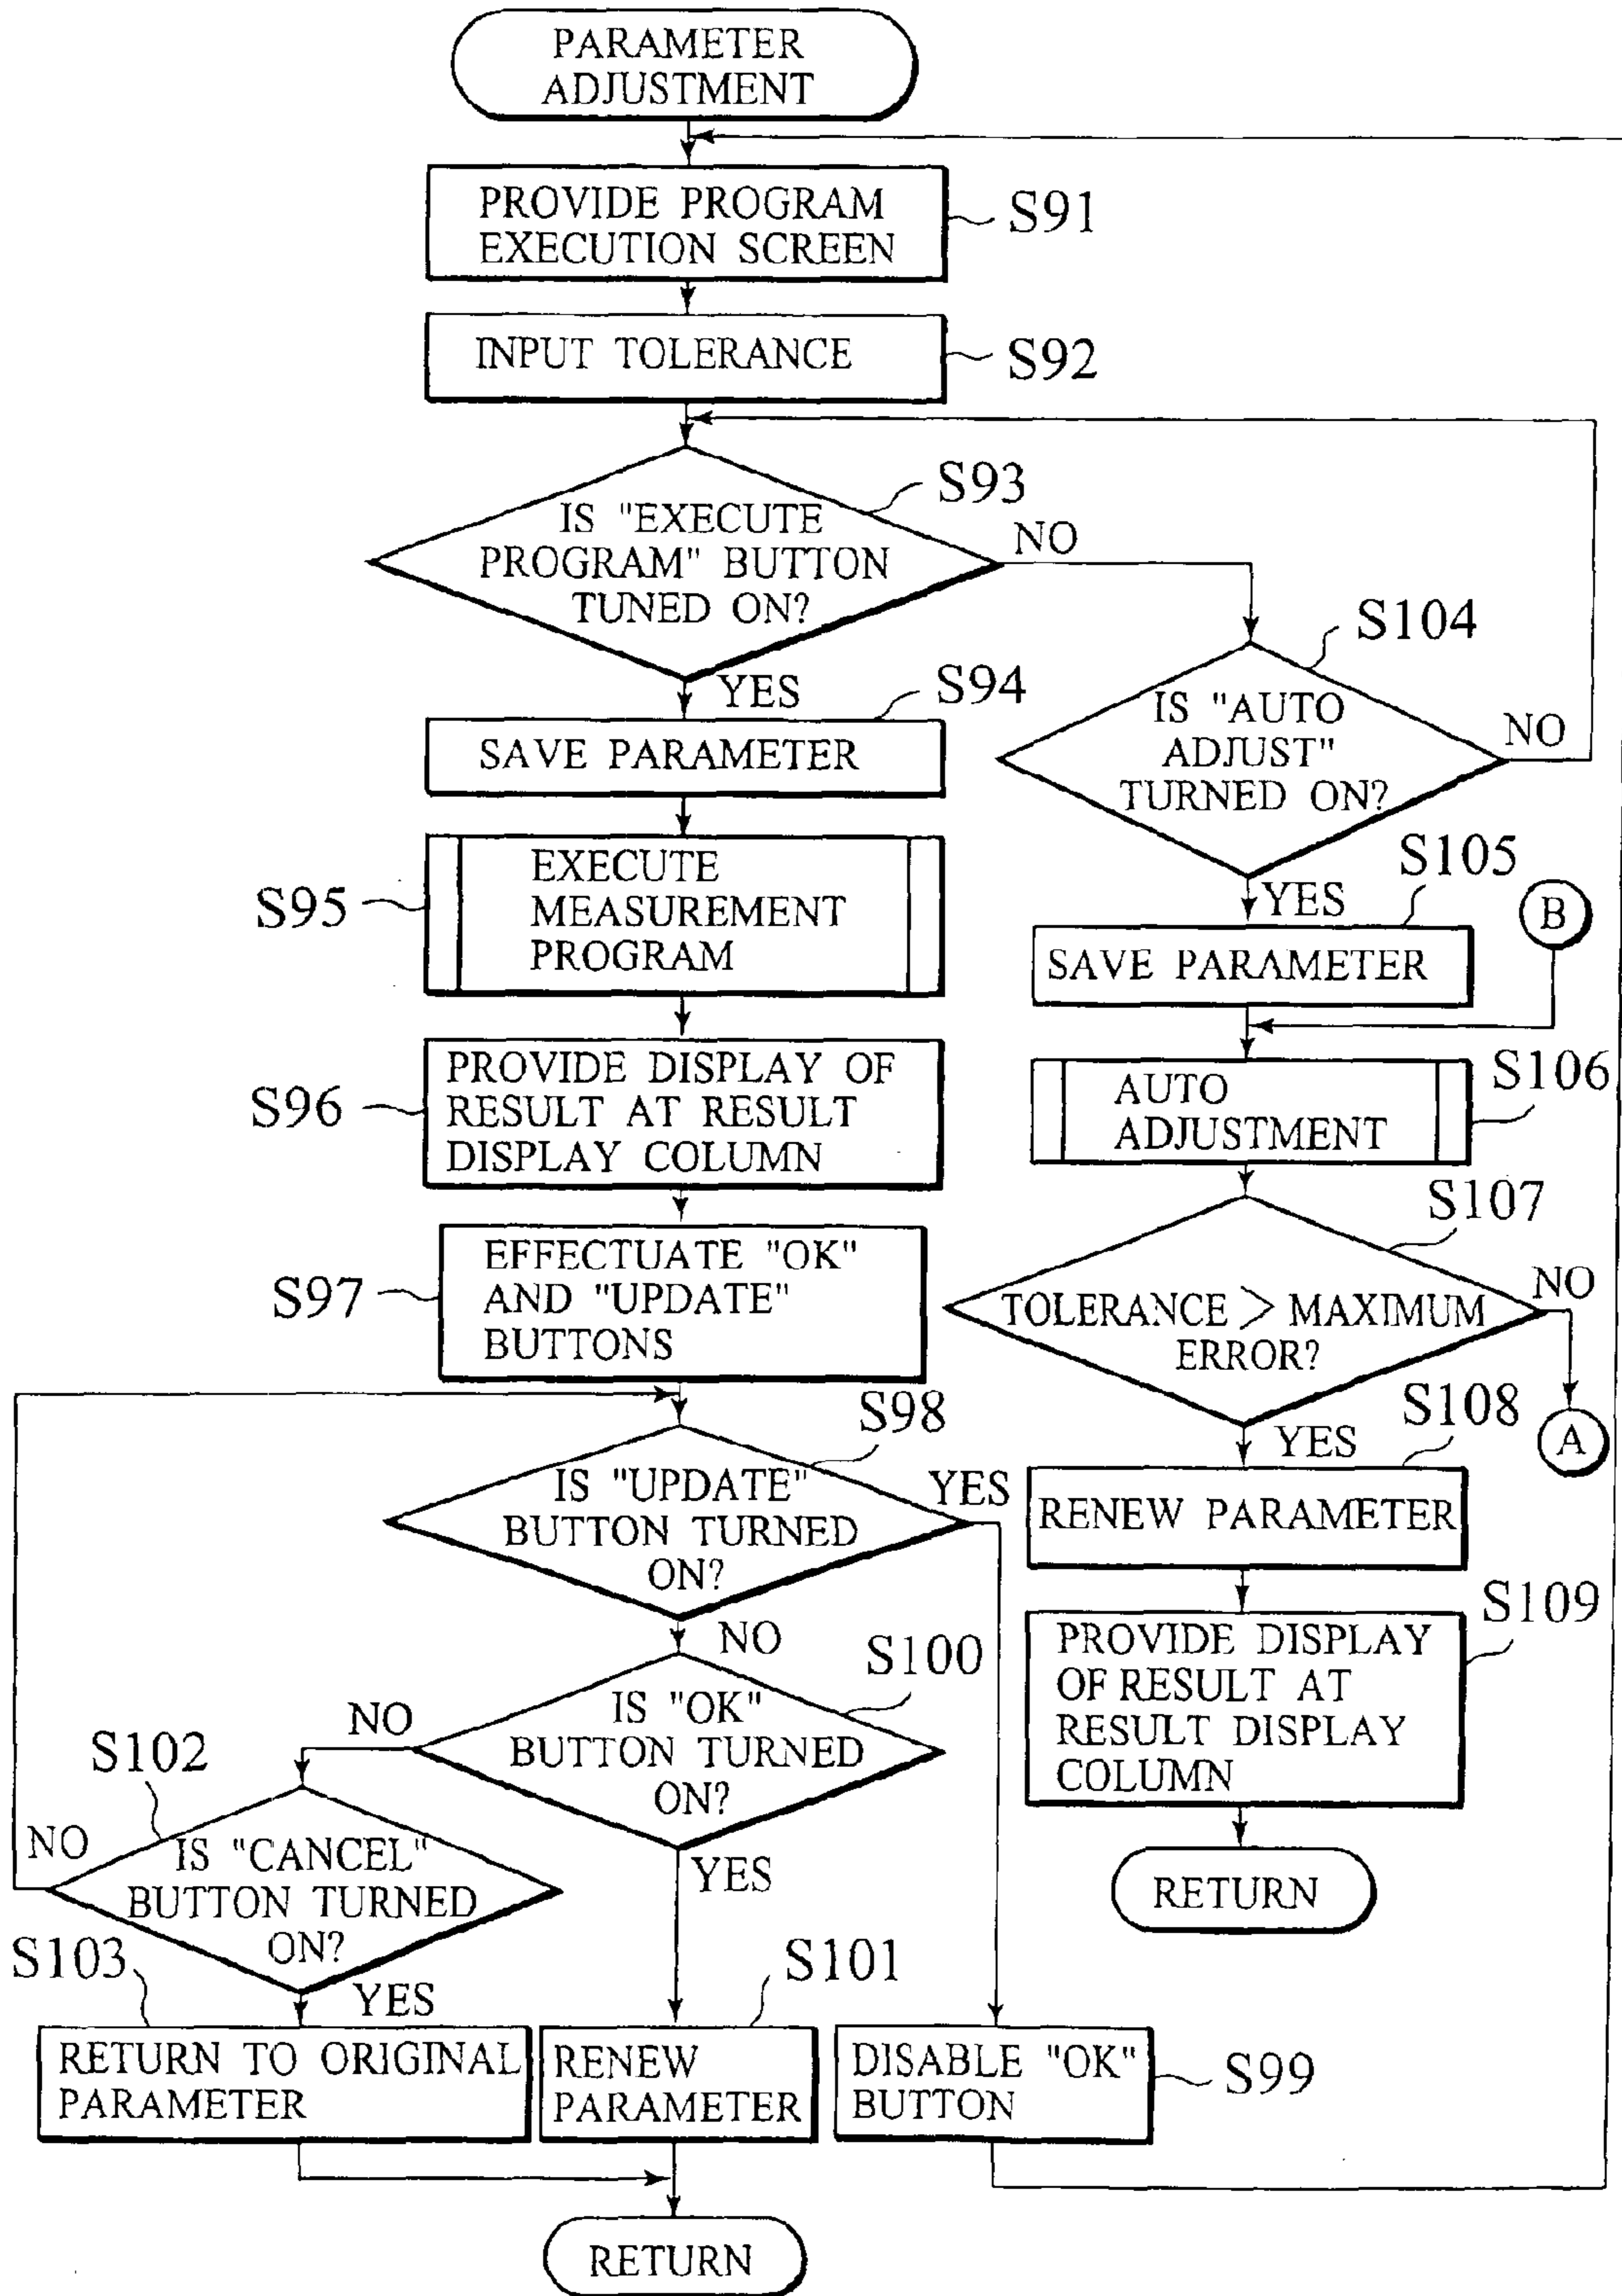 PARAMETER
ADJUSTMENT
PROVIDE PROGRAM
EXECUTION SCREEN
S91
INPUT TOLERANCE
S92
S93
IS "EXECUTE
PROGRAM" BUTTON
TUNED ON?
NO
YES
S94
SAVE PARAMETER
S95
EXECUTE
MEASUREMENT
PROGRAM
S96
PROVIDE DISPLAY OF
RESULT AT RESULT
DISPLAY COLUMN
S97
EFFECTUATE "OK"
AND "UPDATE"
BUTTONS
S98
IS "UPDATE"
BUTTON TURNED
ON?
YES
NO
S100
IS "OK"
BUTTON TURNED
ON?
NO
YES
S102
IS "CANCEL"
BUTTON TURNED
ON?
NO
YES
S103
RETURN TO ORIGINAL
PARAMETER
S101
RENEW
PARAMETER
DISABLE "OK"
BUTTON
S99
RETURN
S104
IS "AUTO
ADJUST"
TURNED ON?
NO
YES
S105
SAVE PARAMETER
B
S106
AUTO
ADJUSTMENT
S107
TOLERANCE > MAXIMUM
ERROR?
NO
A
YES
S108
RENEW PARAMETER
S109
PROVIDE DISPLAY
OF RESULT AT
RESULT DISPLAY
COLUMN
RETURN